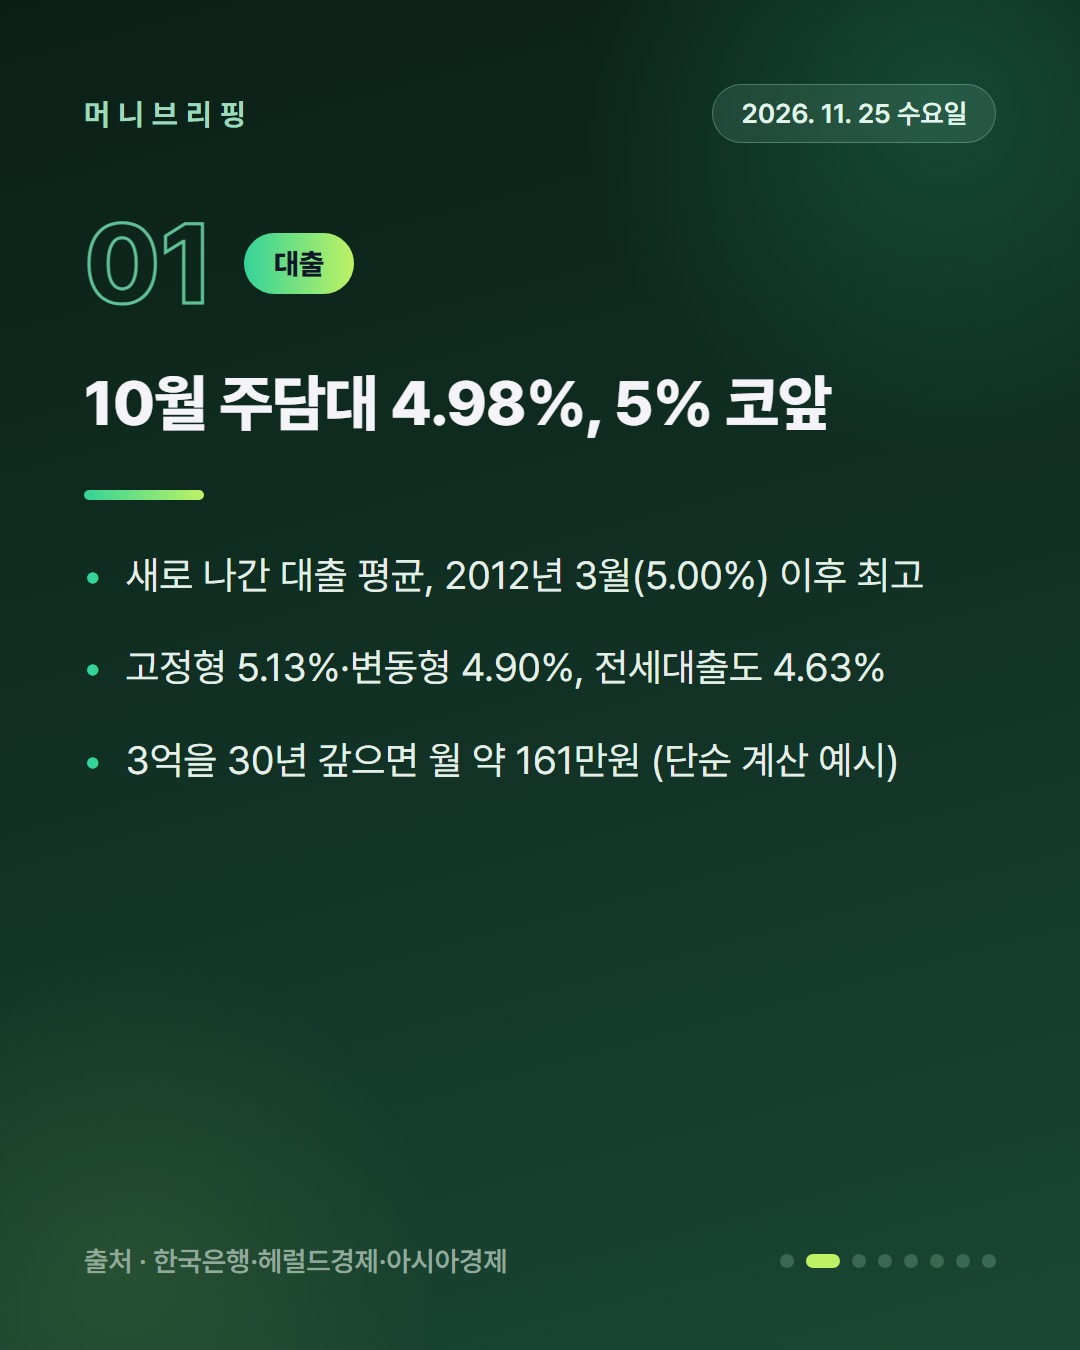 머니브리핑
2026. 11. 25 수요일
01
대출
10월 주담대 4.98%, 5% 코앞
• 새로 나간 대출 평균, 2012년 3월(5.00%) 이후 최고
• 고정형 5.13%·변동형 4.90%, 전세대출도 4.63%
• 3억을 30년 갚으면 월 약 161만원 (단순 계산 예시)
출처 · 한국은행·헤럴드경제·아시아경제